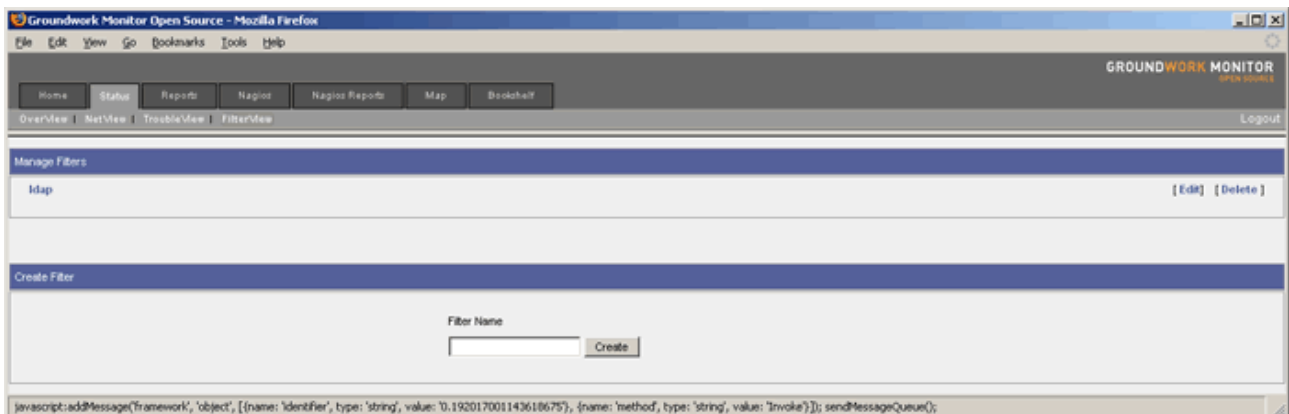 Groundwork Monitor Open Source - Mozilla Firefox
File Edit View Go Bookmarks Tools Help
GROUNDWORK MONITOR
OPEN SOURCE
Home Status Reports Nagios Nagios Reports Map Bookshelf
OverView | NetView | TroubleView | FilterView Logout
Manage Filters
ldap [ Edit] [ Delete ]
Create Filter
Filter Name
Create
javascript:addMessage('framework', 'object', [{name: 'identifier', type: 'string', value: '0.192017001143618675'}, {name: 'method', type: 'string', value: 'Invoke'}]); sendMessageQueue();